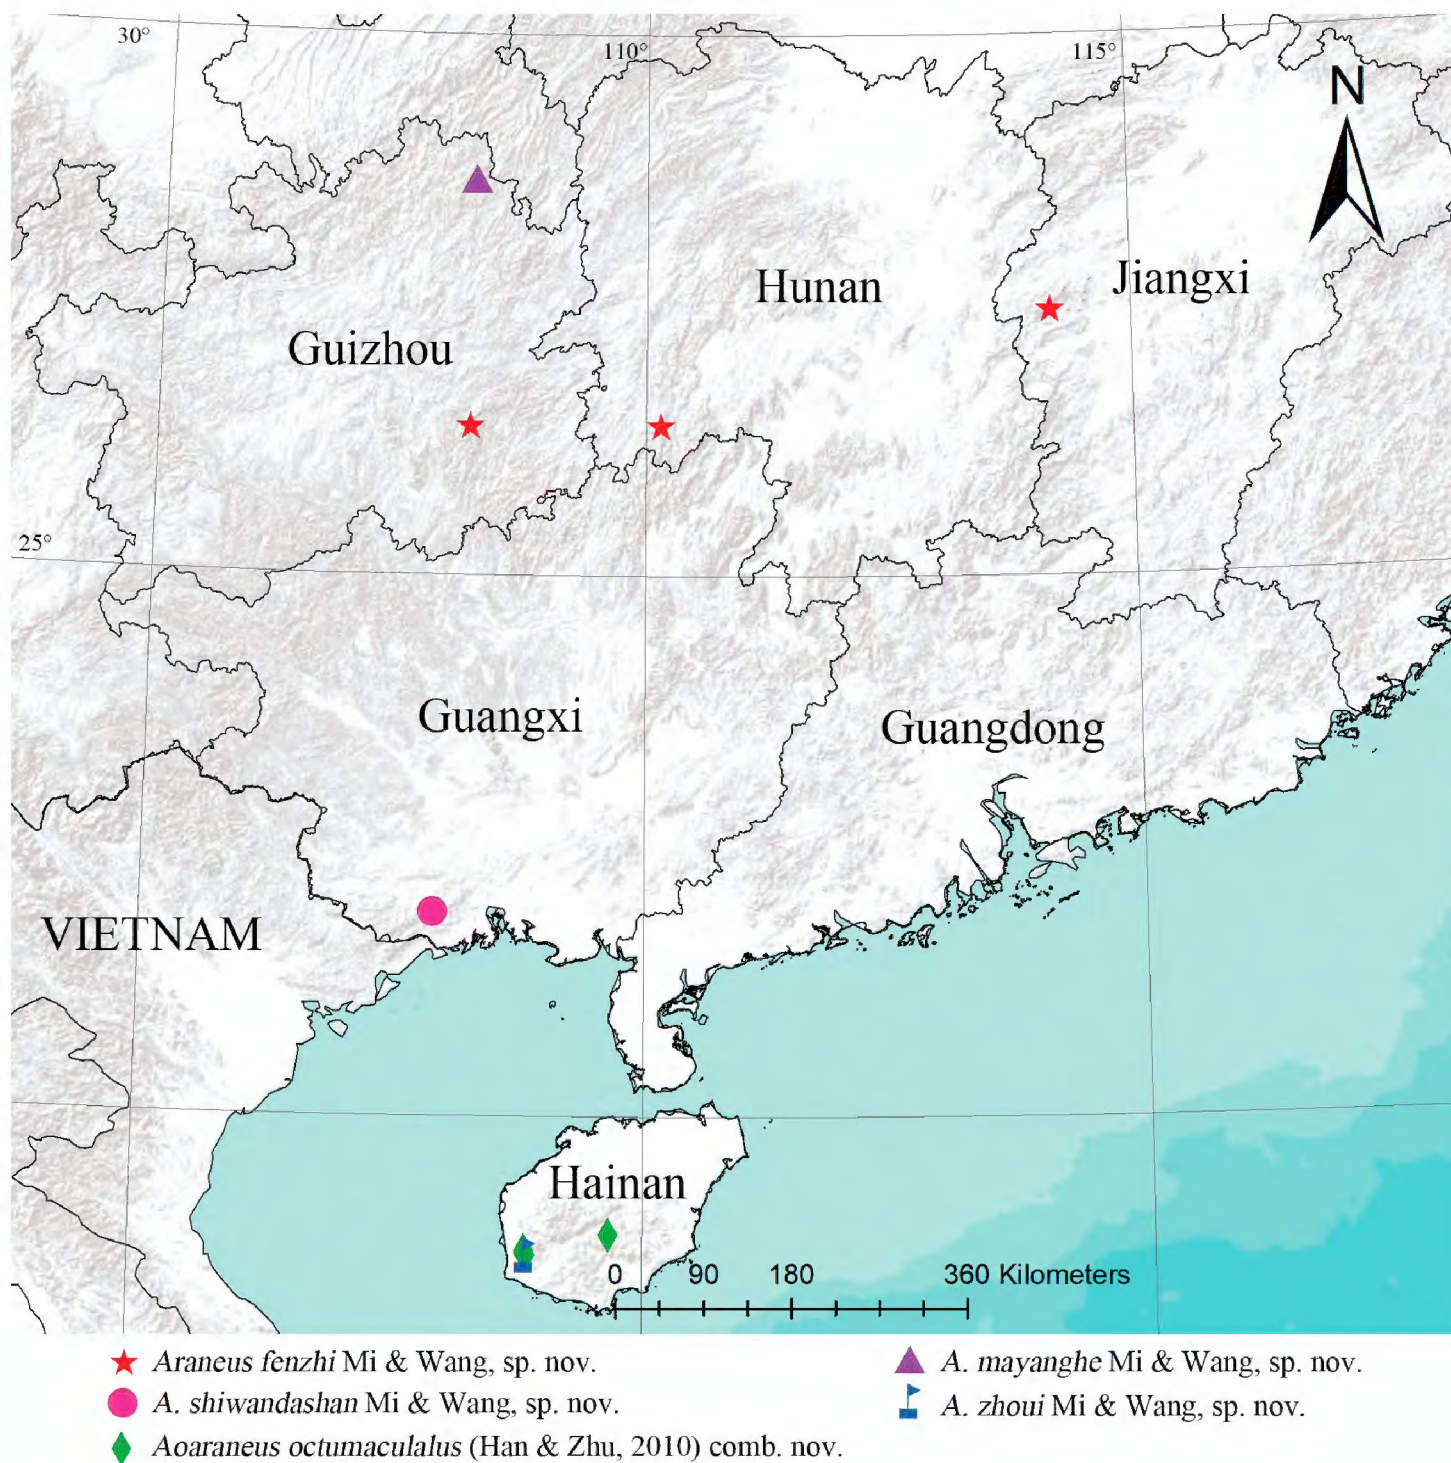 30°
110°
115°
N
Hunan
Jiangxi
Guizhou
25°
Guangxi
Guangdong
VIETNAM
Hainan
0 90 180 360 Kilometers
Araneus fenzhi Mi & Wang, sp. nov.
A. mayanghe Mi & Wang, sp. nov.
A. shiwandashan Mi & Wang, sp. nov.
A. zhoui Mi & Wang, sp. nov.
Aoaraneus octumaculalus (Han & Zhu, 2010) comb. nov.